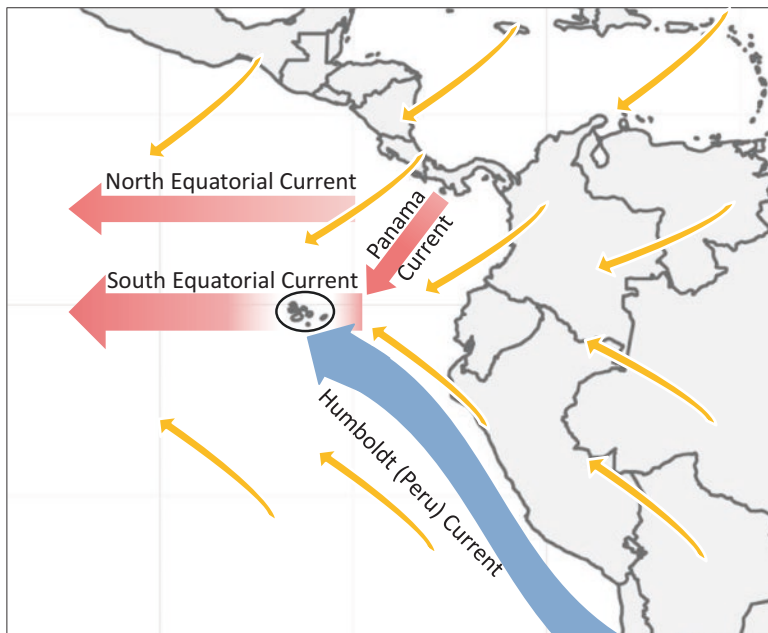 North Equatorial Current
Panama
Current
South Equatorial Current
Humboldt (Peru) Current